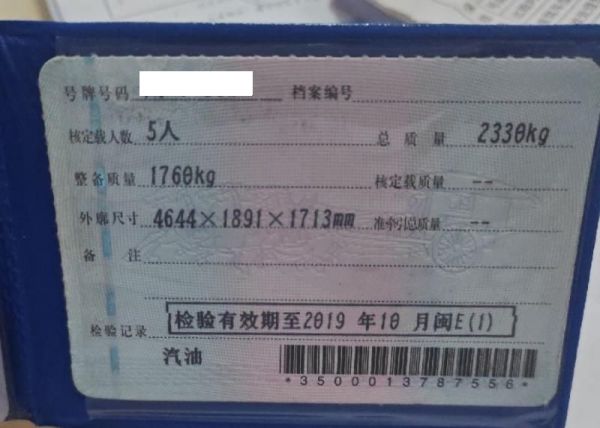 号牌号码 档案编号
核定载人数 5人 总质量 2330kg
整备质量 1760kg 核定载质量 --
外廓尺寸 4644×1891×1713mm 准牵引总质量 --
备注
检验记录 检验有效期至2019年10月闽E(1)
汽油
*3500013787556*